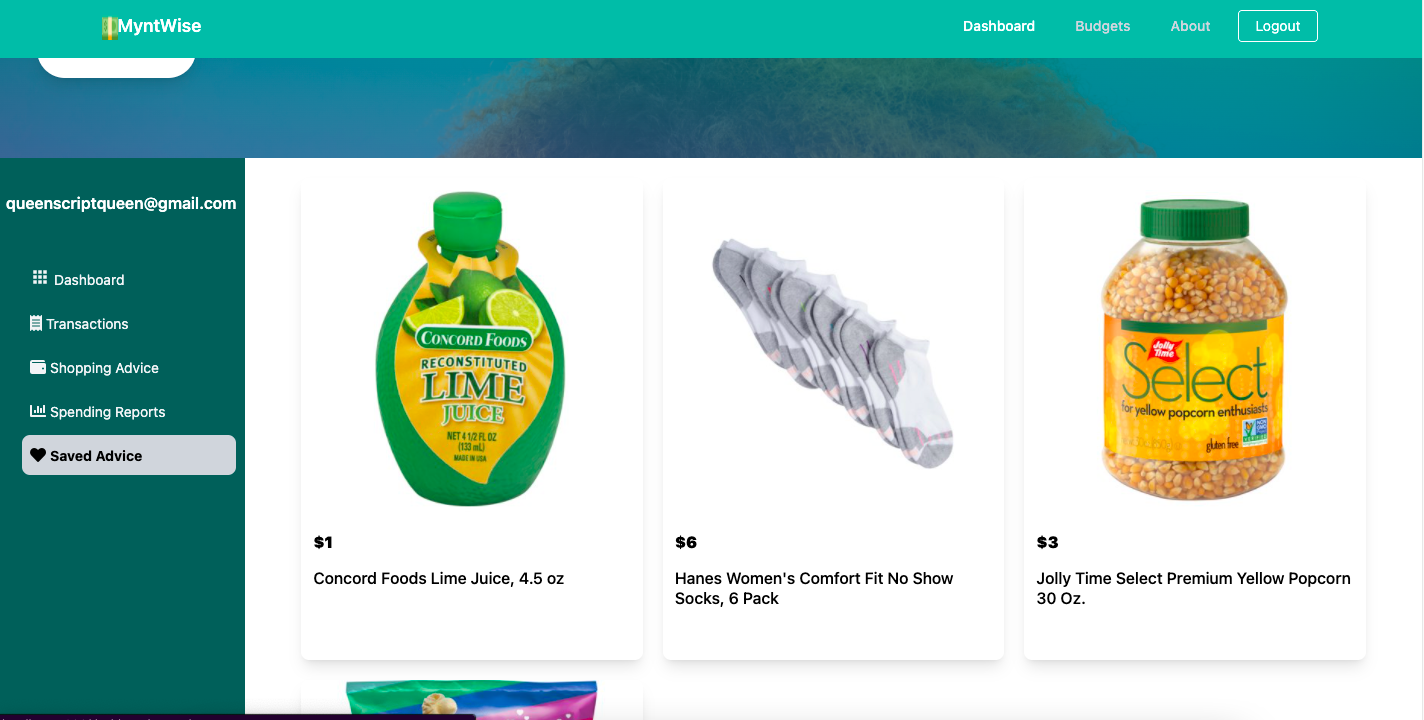 MyntWise
Dashboard
Budgets
About
Logout
queenscriptqueen@gmail.com
Dashboard
Transactions
Shopping Advice
Spending Reports
Saved Advice
CONCORD FOODS
RECONSTITUTED
LIME
JUICE
NET 4 1/2 FL OZ
(133 mL)
MADE IN USA
$1
Concord Foods Lime Juice, 4.5 oz
$6
Hanes Women's Comfort Fit No Show
Socks, 6 Pack
Jolly
Time
Select
for yellow popcorn enthusiasts
gluten free
$3
Jolly Time Select Premium Yellow Popcorn
30 Oz.